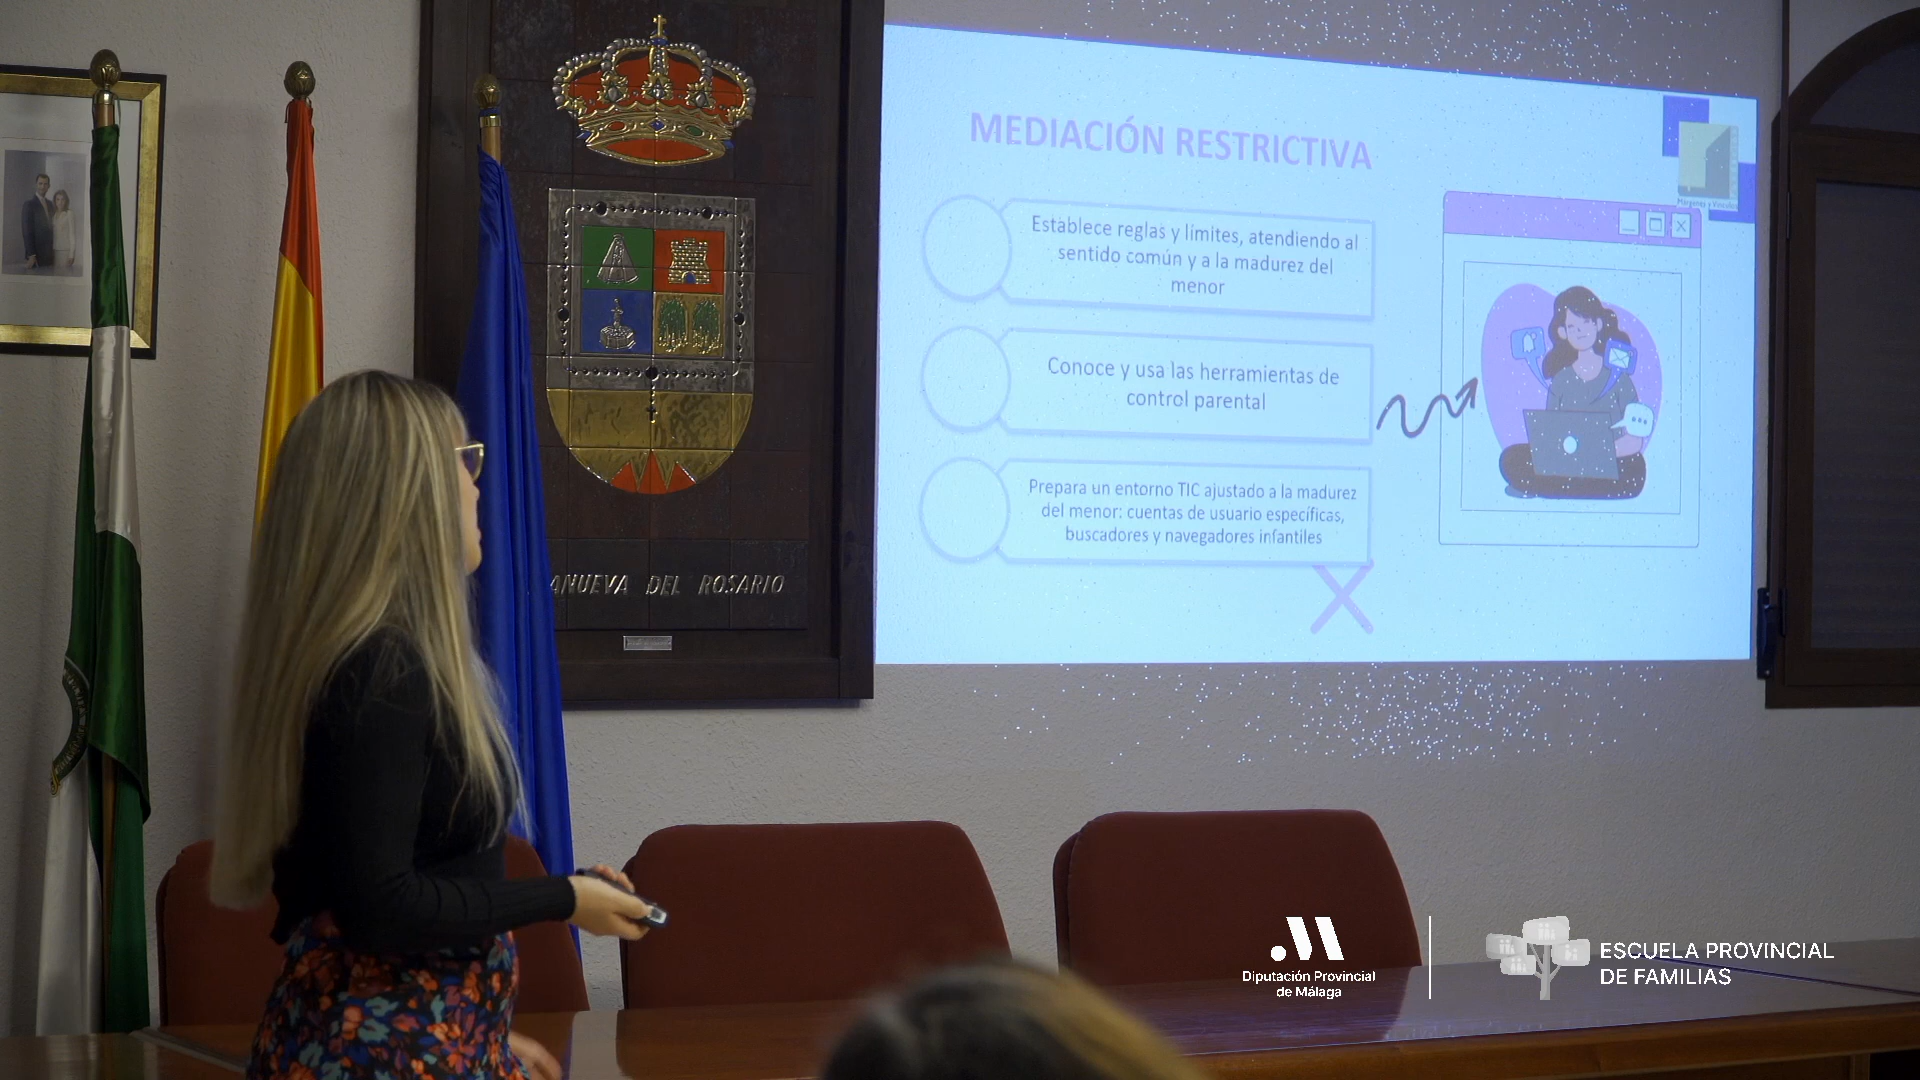 MEDIACIÓN RESTRICTIVA
Establece reglas y límites, atendiendo al
sentido común y a la madurez del
menor
Conoce y usa las herramientas de
control parental
Prepara un entorno TIC ajustado a la madurez
del menor: cuentas de usuario específicas,
buscadores y navegadores infantiles
Márgenes y Vínculos
ANUEVA DEL ROSARIO
Diputación Provincial
de Málaga
ESCUELA PROVINCIAL
DE FAMILIAS